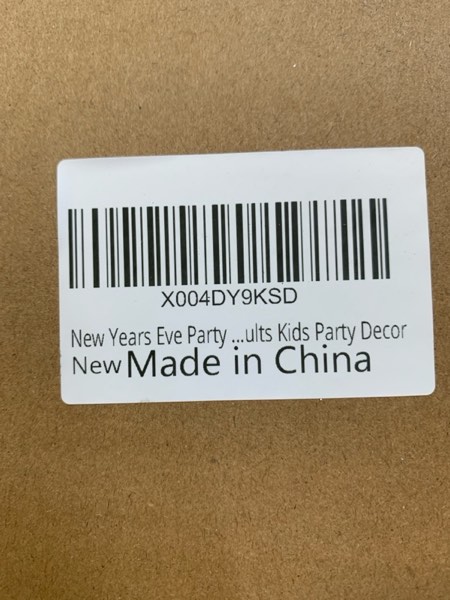 X004DY9KSD
New Years Eve Party ...ults Kids Party Decor
New Made in China